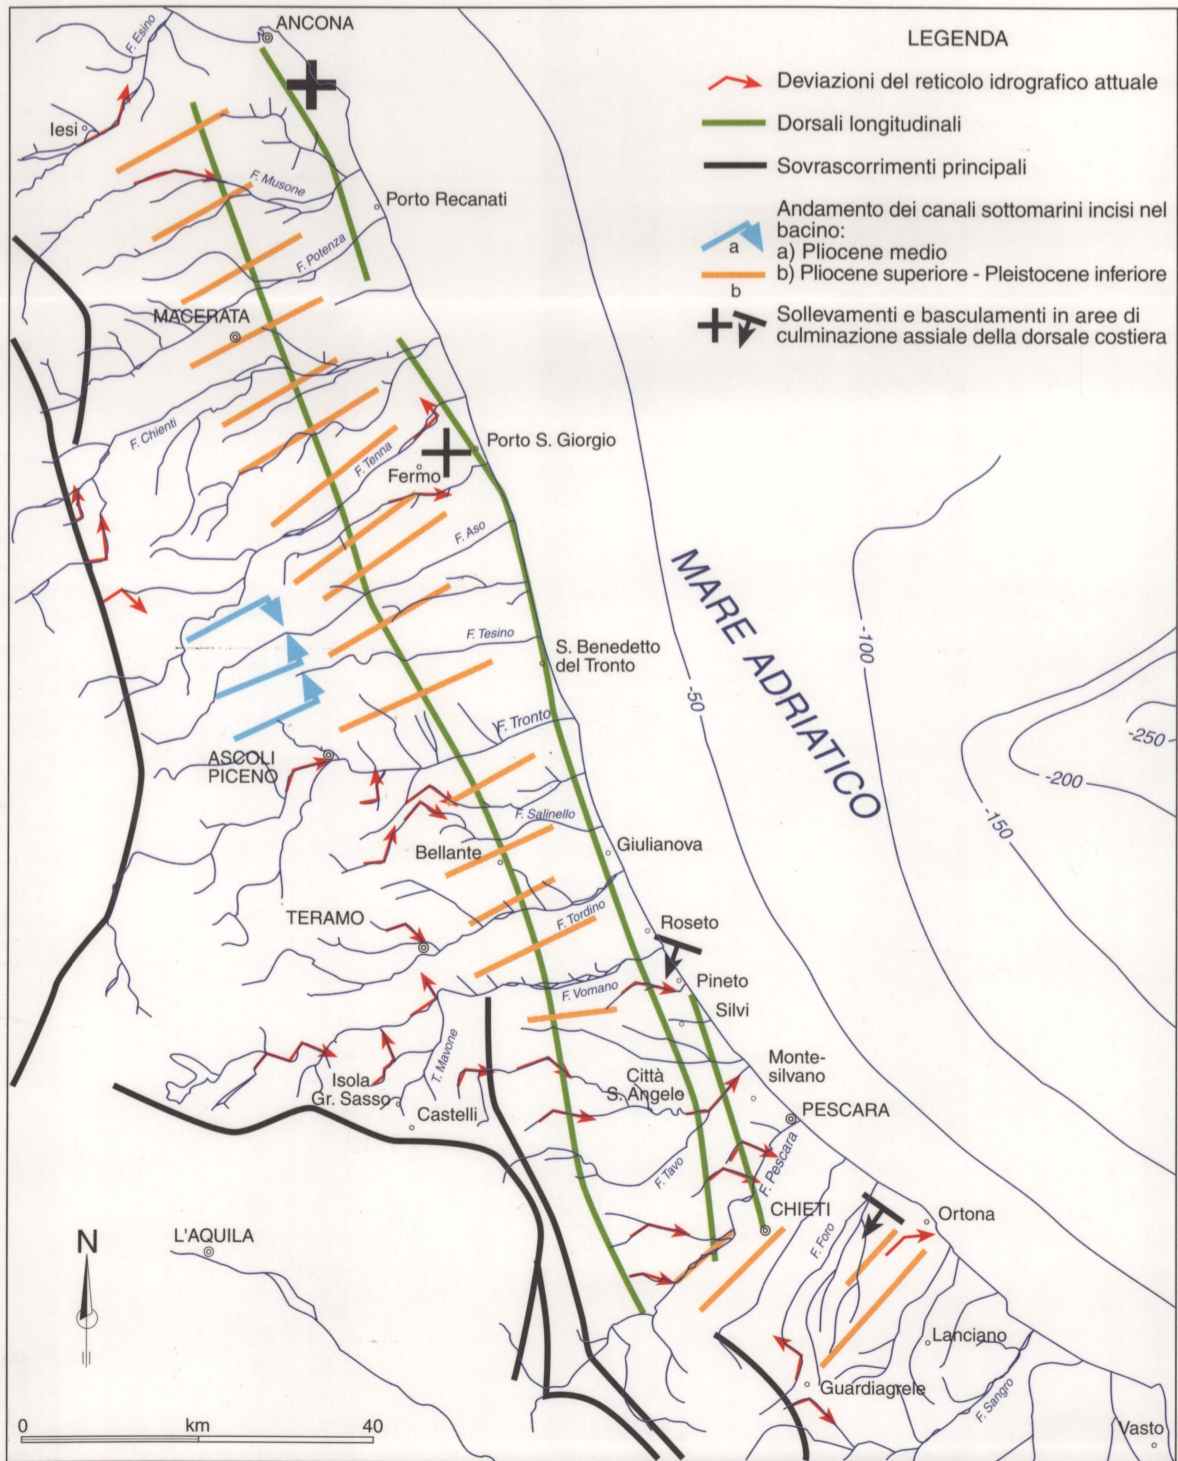 ANCONA
LEGENDA
Deviazioni del reticolo idrografico attuale
Dorsali longitudinali
Sovrascorrimenti principali
Andamento dei canali sottomarini incisi nel
bacino:
a
a) Pliocene medio
b) Pliocene superiore - Pleistocene inferiore
b
Sollevamenti e basculamenti in aree di
culminazione assiale della dorsale costiera
F. Esino
Iesi
F. Musone
Porto Recanati
F. Potenza
MACERATA
F. Chienti
Porto S. Giorgio
F. Tenna
Fermo
F. Aso
MARE ADRIATICO
F. Tesino
S. Benedetto
del Tronto
-50
-100
-150
-200
-250
F. Tronto
ASCOLI
PICENO
F. Salinello
Bellante
Giulianova
TERAMO
F. Tordino
Roseto
Pineto
F. Vomano
Silvi
T. Mavone
Isola
Gr. Sasso
Castelli
Città
S. Angelo
Monte-
silvano
PESCARA
F. Tavo
F. Pescara
CHIETI
F. Foro
Ortona
L'AQUILA
N
Lanciano
Guardiagrele
F. Sangro
Vasto
0
km
40